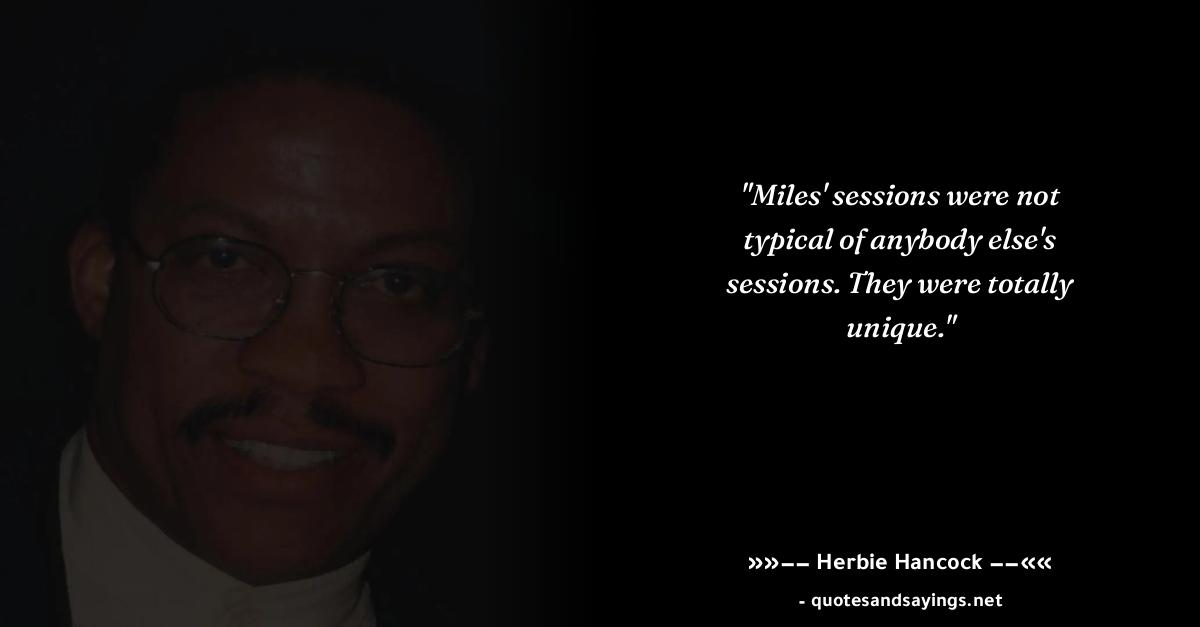 "Miles' sessions were not
typical of anybody else's
sessions. They were totally
unique."
»»–– Herbie Hancock ––««
- quotesandsayings.net